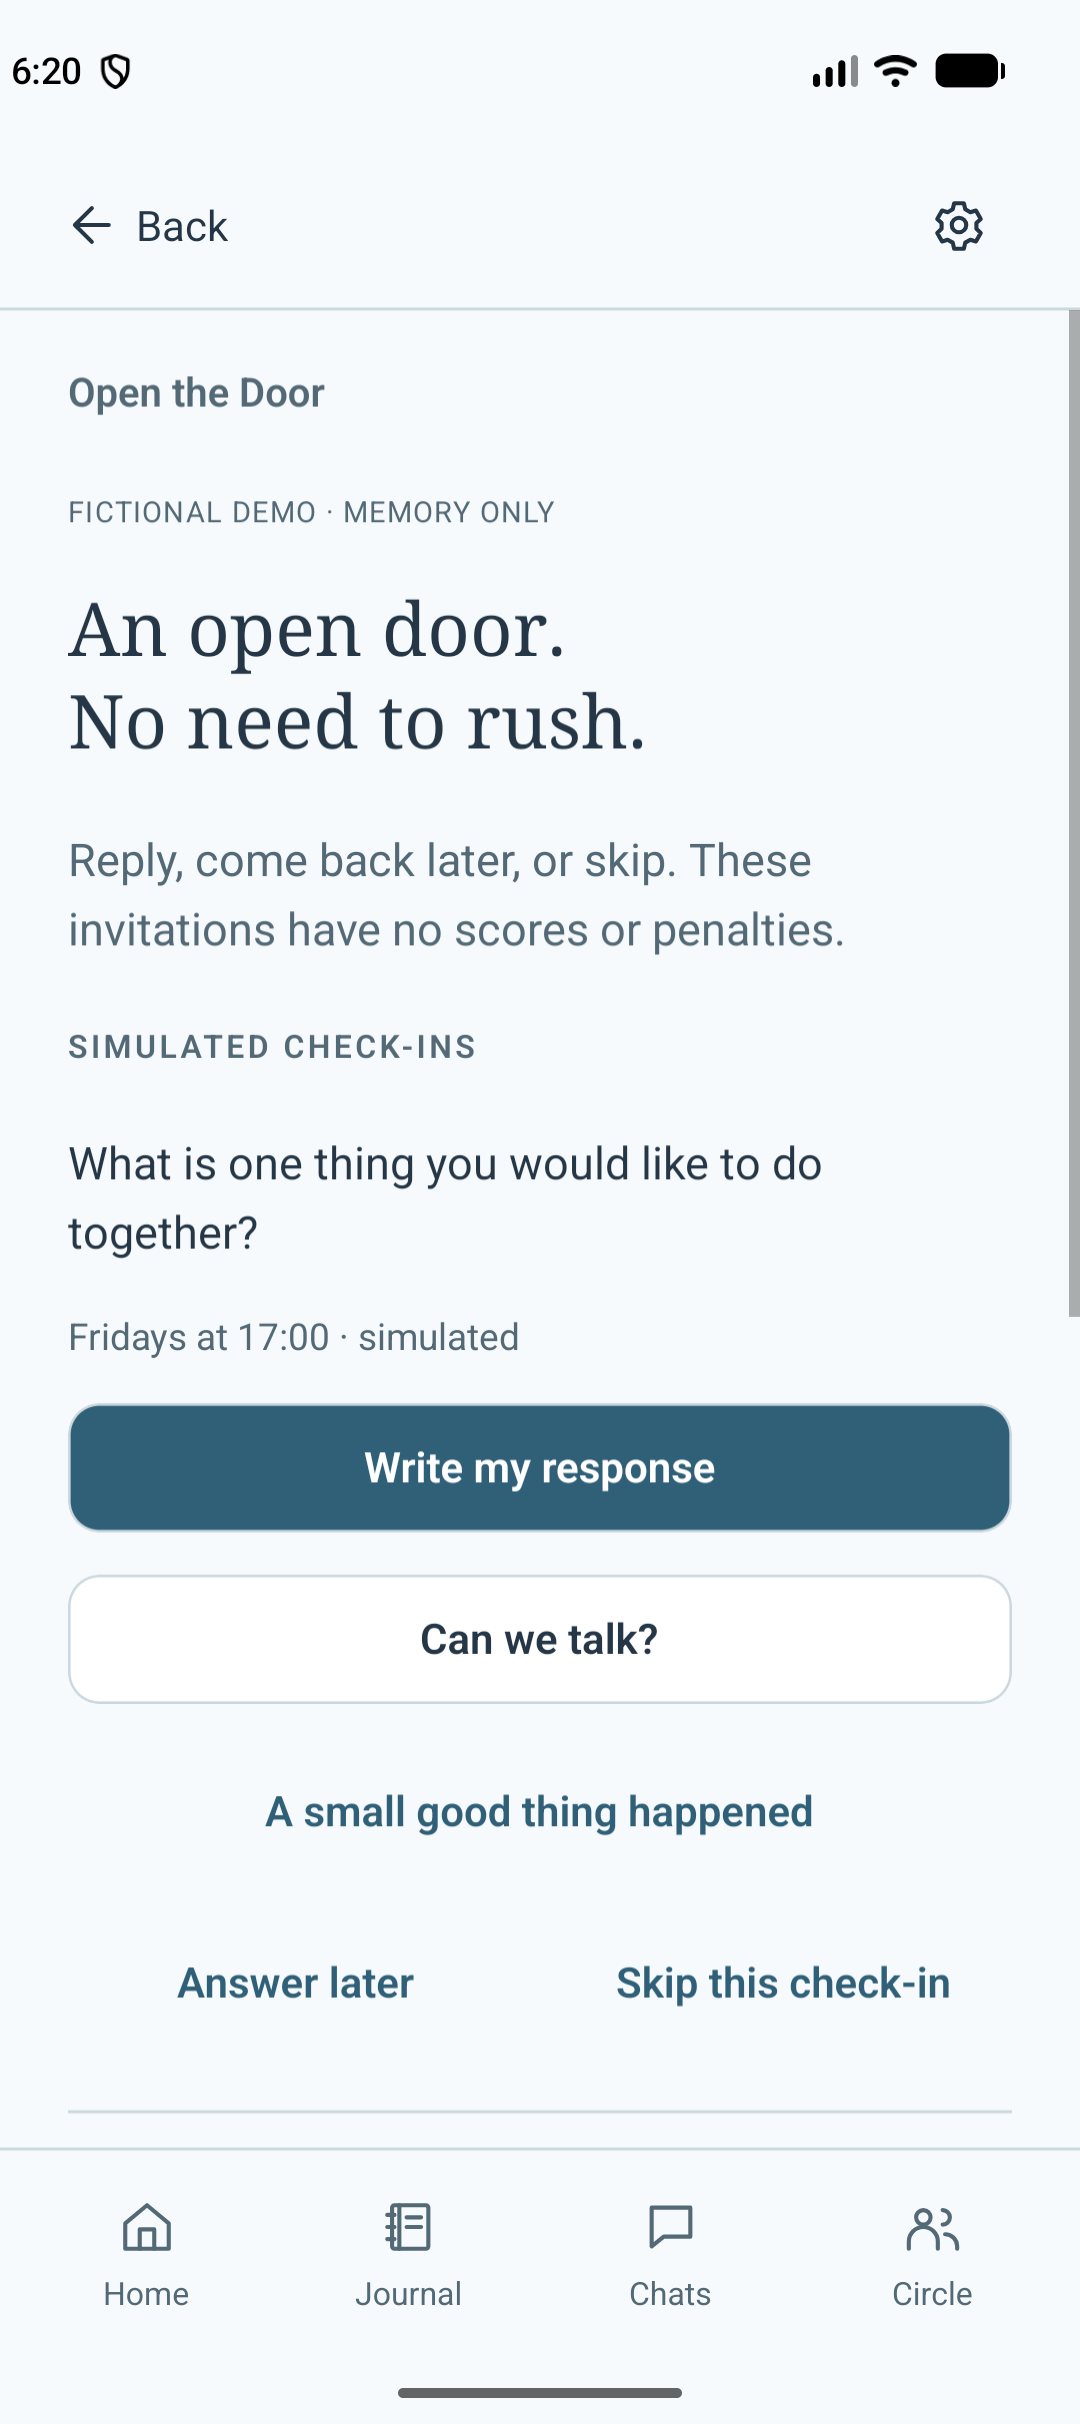 6:20
Back
Open the Door
FICTIONAL DEMO · MEMORY ONLY
An open door.
No need to rush.
Reply, come back later, or skip. These
invitations have no scores or penalties.
SIMULATED CHECK-INS
What is one thing you would like to do
together?
Fridays at 17:00 · simulated
Write my response
Can we talk?
A small good thing happened
Answer later
Skip this check-in
Home
Journal
Chats
Circle